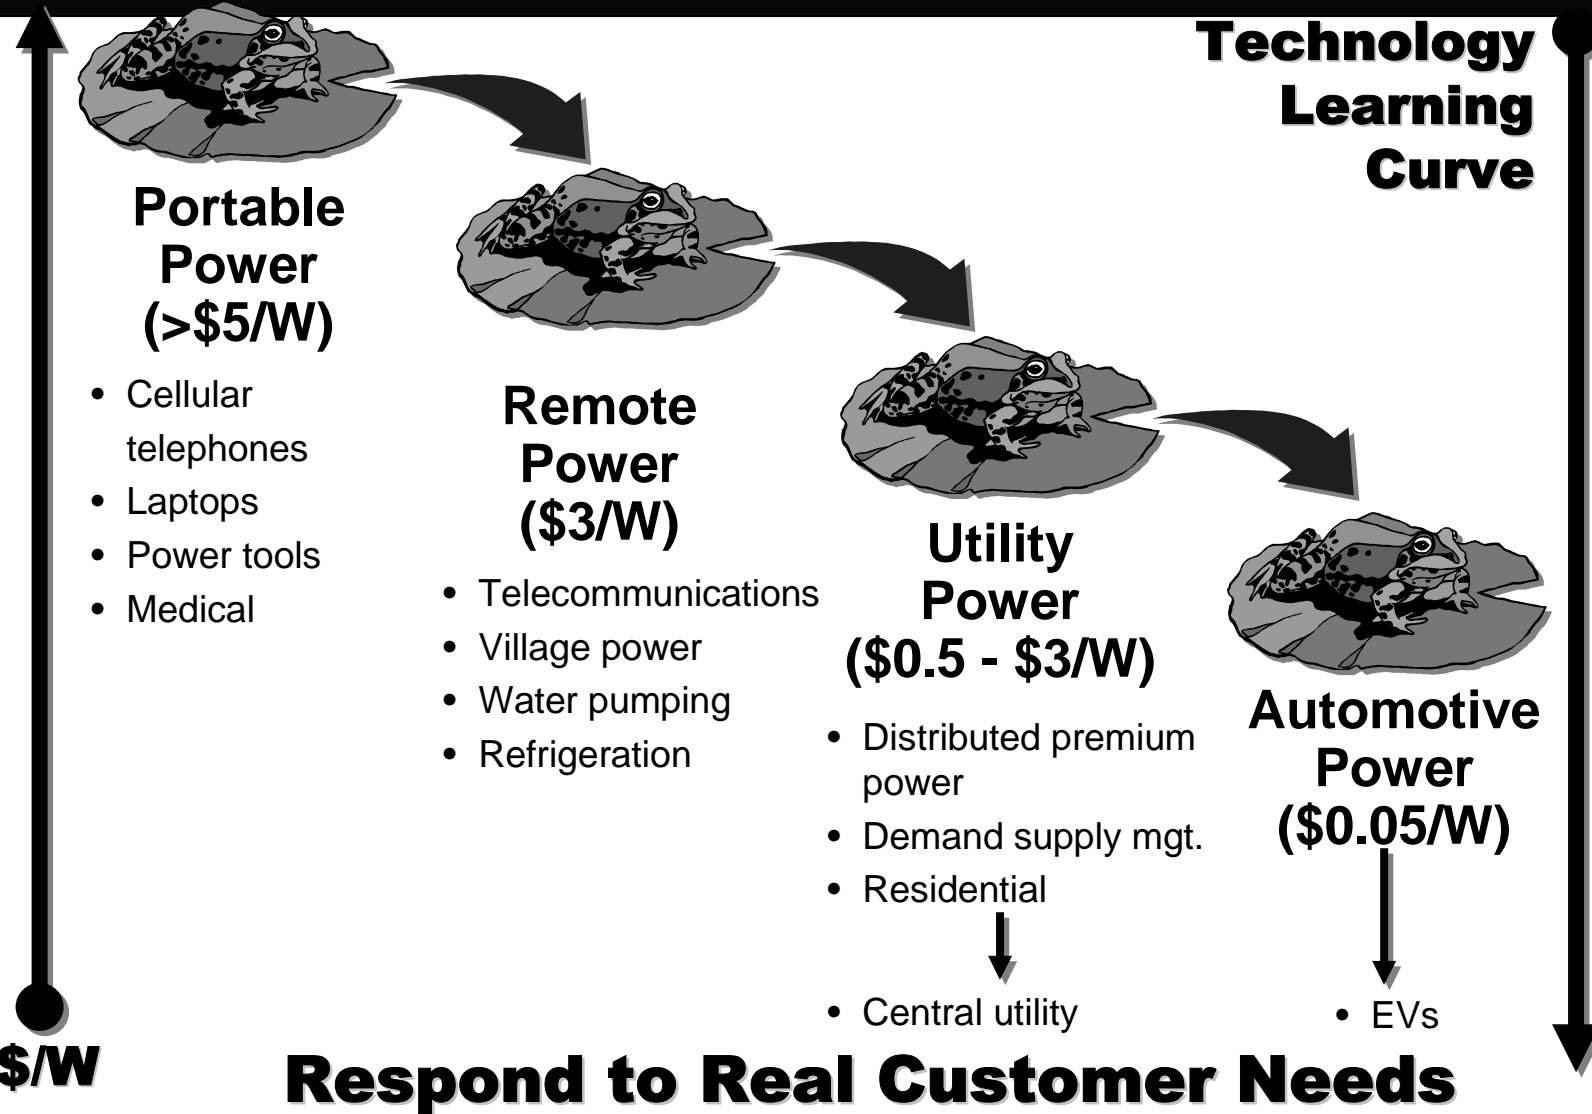 Technology
Learning
Curve
Portable
Power
(>$5/W)
• Cellular
telephones
• Laptops
• Power tools
• Medical
Remote
Power
($3/W)
• Telecommunications
• Village power
• Water pumping
• Refrigeration
Utility
Power
($0.5 - $3/W)
• Distributed premium
power
• Demand supply mgt.
• Residential
• Central utility
Automotive
Power
($0.05/W)
• EVs
$/W
Respond to Real Customer Needs